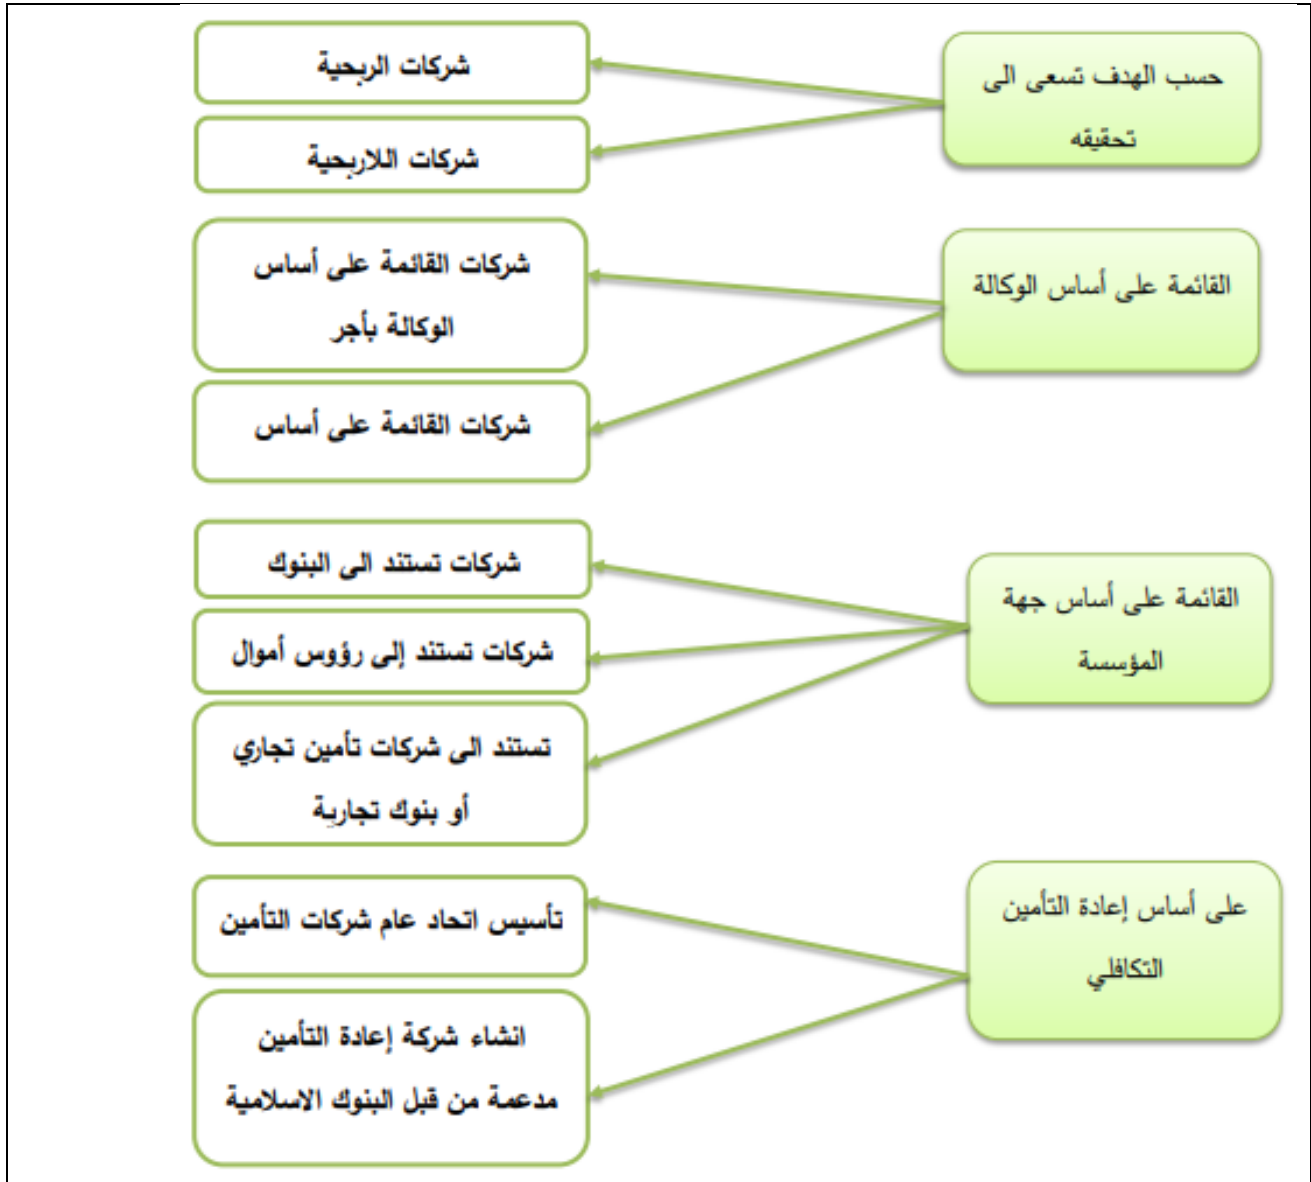 حسب الهدف تسعى الى
تحقيقه
شركات الربحية
شركات اللاربحية
القائمة على أساس الوكالة
شركات القائمة على أساس
الوكالة بأجر
شركات القائمة على أساس
القائمة على أساس جهة
المؤسسة
شركات تستند الى البنوك
شركات تستند إلى رؤوس أموال
تستند الى شركات تأمين تجاري
أو بنوك تجارية
على أساس إعادة التأمين
التكافلي
تأسيس اتحاد عام شركات التأمين
انشاء شركة إعادة التأمين
مدعمة من قبل البنوك الاسلامية